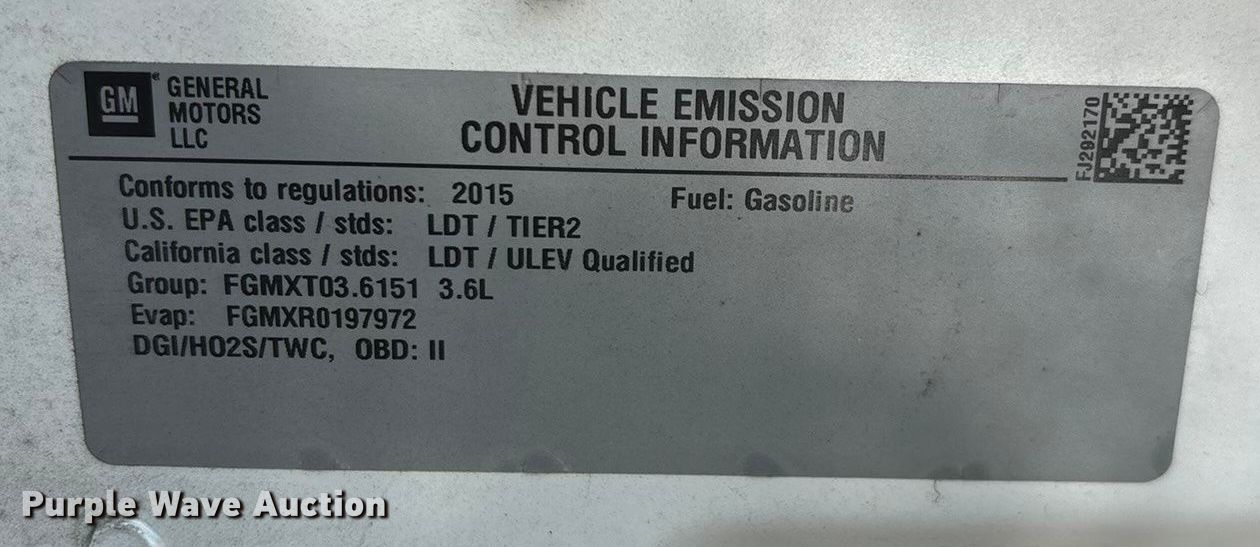 GM
GENERAL
MOTORS
LLC
VEHICLE EMISSION
CONTROL INFORMATION
FJ292170
Conforms to regulations: 2015 Fuel: Gasoline
U.S. EPA class / stds: LDT / TIER2
California class / stds: LDT / ULEV Qualified
Group: FGMXT03.6151 3.6L
Evap: FGMXR0197972
DGI/HO2S/TWC, OBD: II
Purple Wave Auction